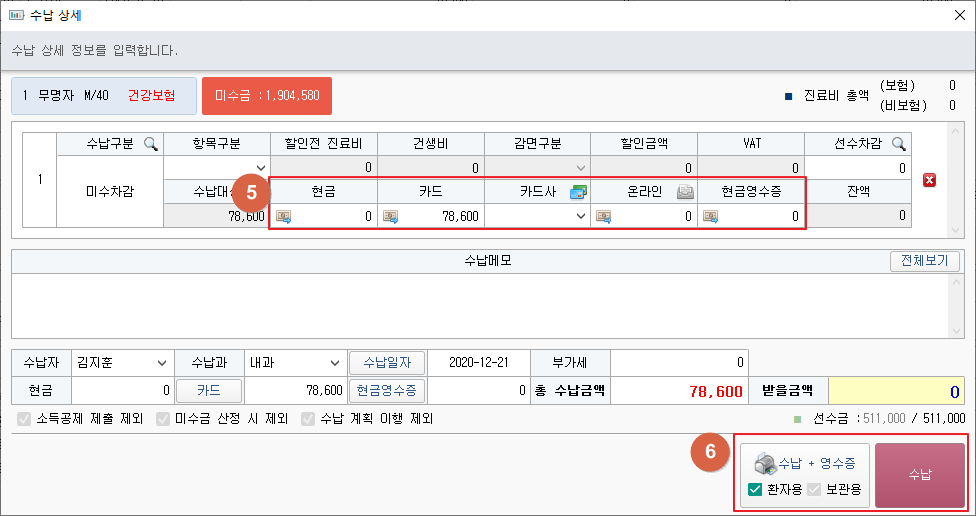 수납 상세
수납 상세 정보를 입력합니다.
1 무명자 M/40 건강보험 미수금 :1,904,580 ■ 진료비 총액 (보험) 0
(비보험) 0
수납구분 항목구분 할인전 진료비 건생비 감면구분 할인금액 VAT 선수차감
0 0 0 0 0
1 미수차감 수납대 5 현금 카드 카드사 온라인 현금영수증 잔액
78,600 0 78,600 0 0 0
수납메모 전체보기
수납자 김지훈 수납과 내과 수납일자 2020-12-21 부가세 0
현금 0 카드 78,600 현금영수증 0 총 수납금액 78,600 받을금액 0
소득공제 제출 제외 미수금 산정 시 제외 수납 계획 이행 제외 ■ 선수금 :511,000 / 511,000
6 수납 + 영수증 수납
환자용 보관용